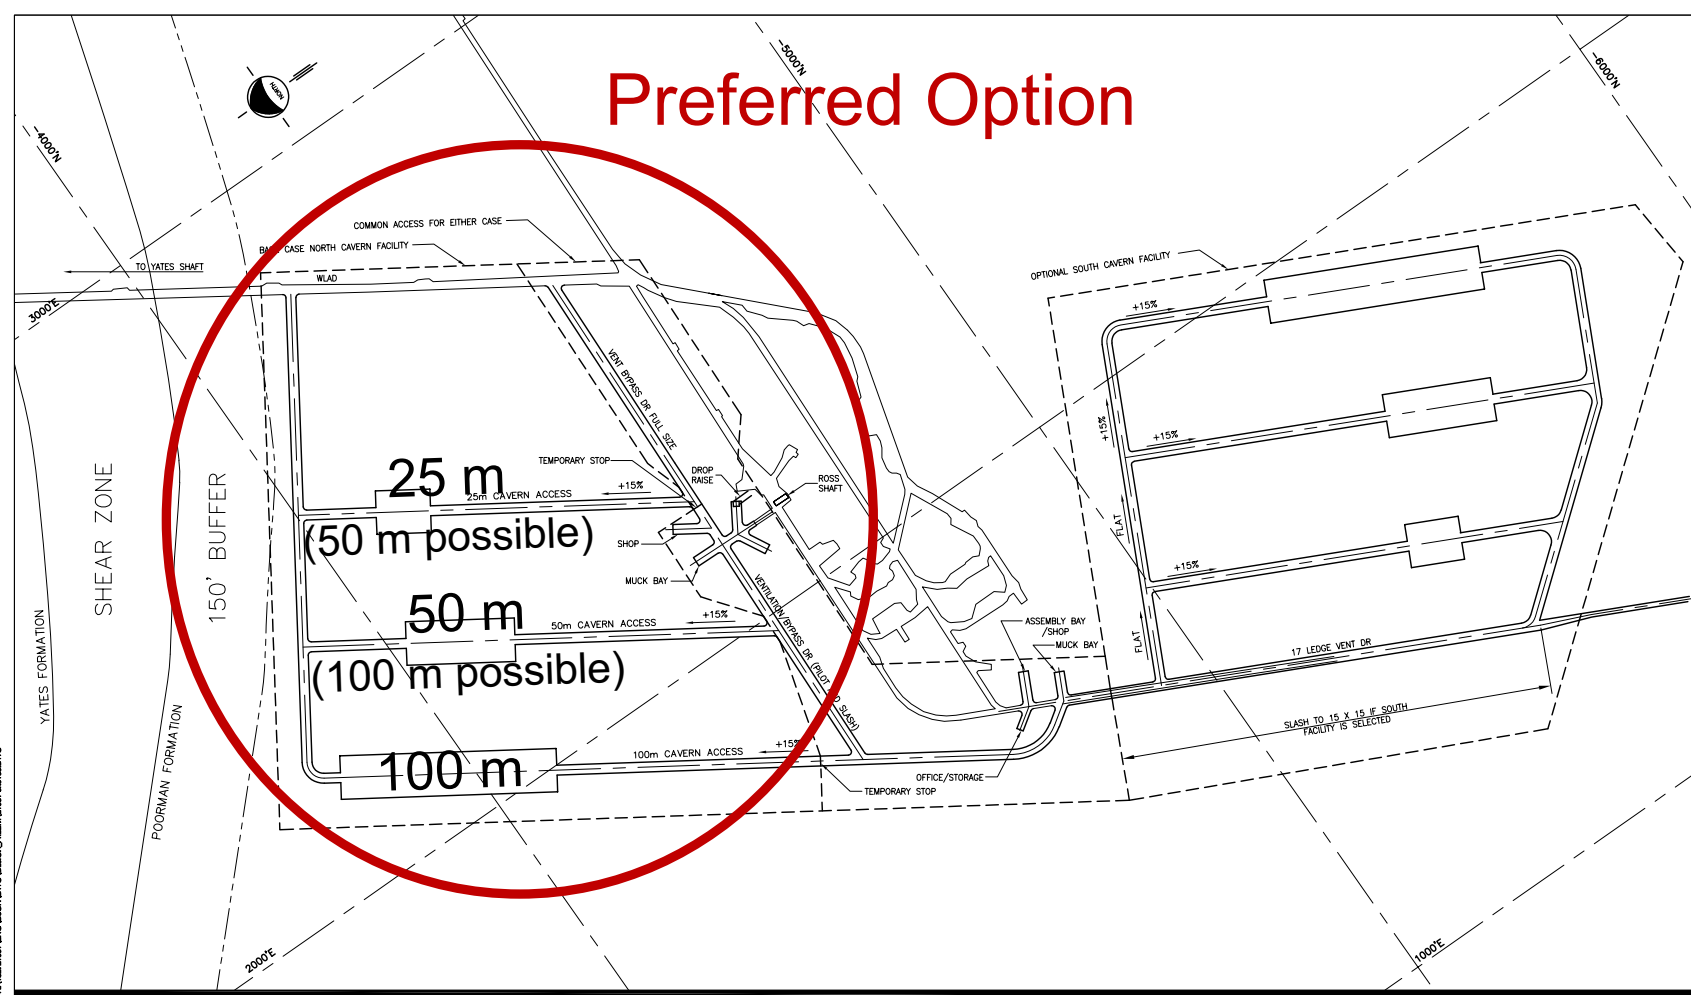 Preferred Option
-5000'N
-6000'N
NORTH
-4000'N
COMMON ACCESS FOR EITHER CASE
CASE NORTH CAVERN FACILITY
TO YATES SHAFT
WLAD
3000'E
OPTIONAL SOUTH CAVERN FACILITY
+15%
VENT BYPASS DR FULL SIZE
+15%
+15%
TEMPORARY STOP
DROP
RAISE
ROSS
SHAFT
25 m
25m CAVERN ACCESS
+15%
(50 m possible)
SHEAR ZONE
150' BUFFER
SHOP
MUCK BAY
FLAT
+15%
VENTILATION BYPASS DR (PILOT AND SLASH)
50 m
50m CAVERN ACCESS
+15%
(100 m possible)
ASSEMBLY BAY
/SHOP
MUCK BAY
FLAT
17 LEDGE VENT DR
YATES FORMATION
POORMAN FORMATION
SLASH TO 15 X 15 IF SOUTH
FACILITY IS SELECTED
100 m
100m CAVERN ACCESS
+15%
OFFICE/STORAGE
TEMPORARY STOP
2000'E
1000'E